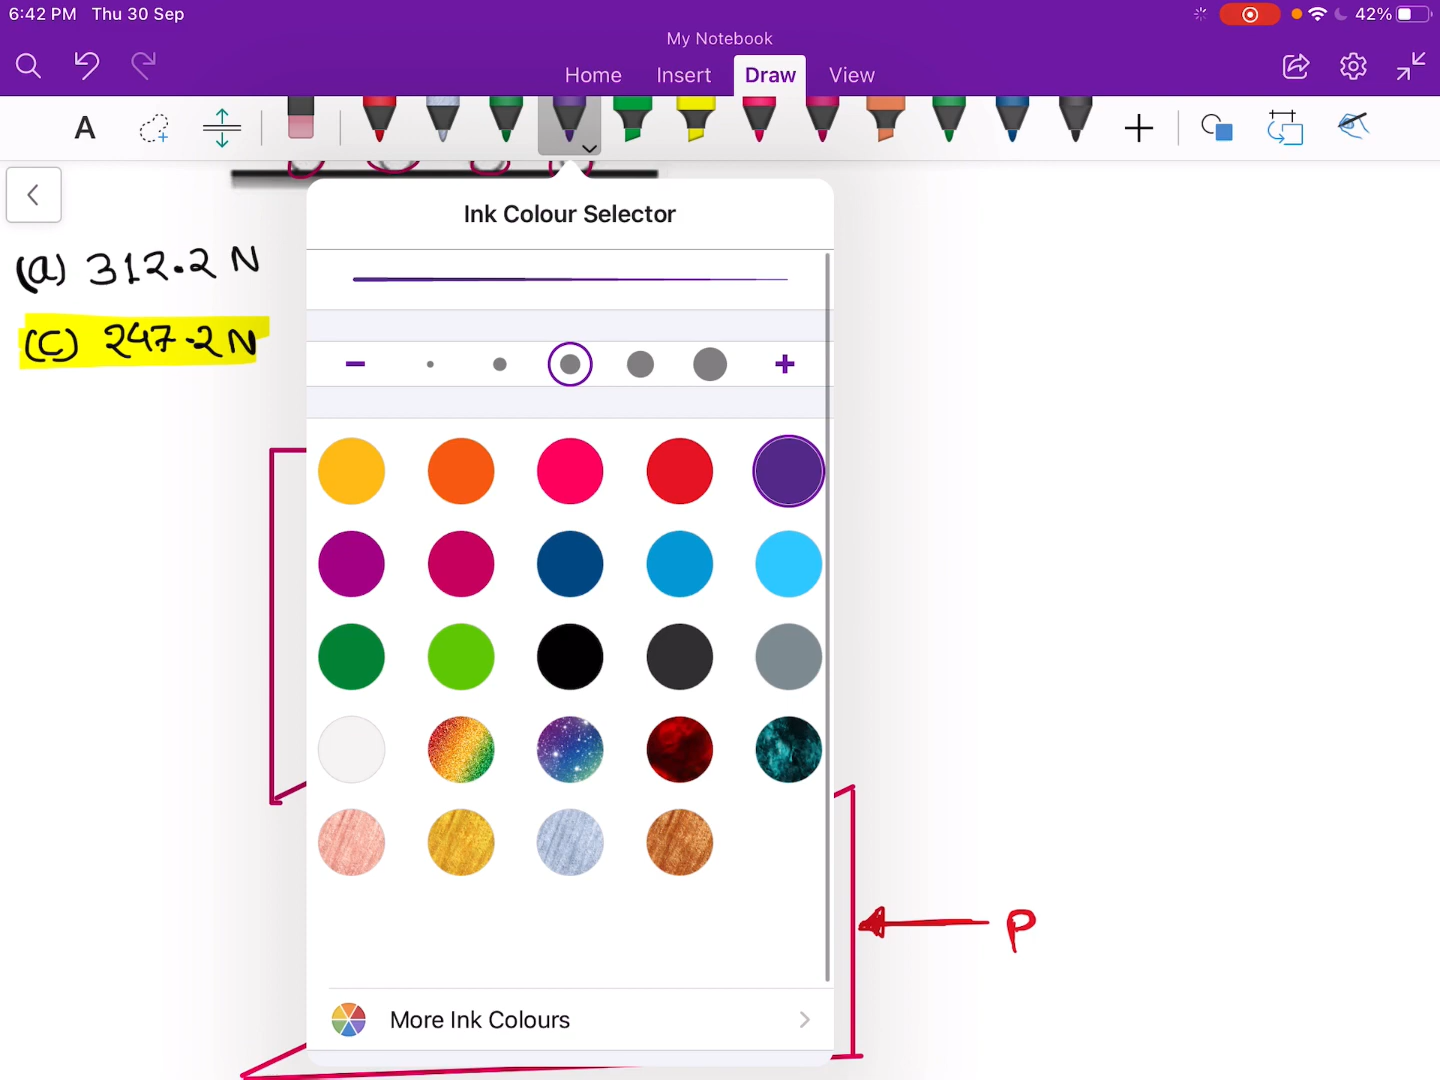 6:42 PM Thu 30 Sep
42%
My Notebook
Home Insert Draw View
A
Ink Colour Selector
(a) 312.2 N
(C) 247.2 N
P
More Ink Colours